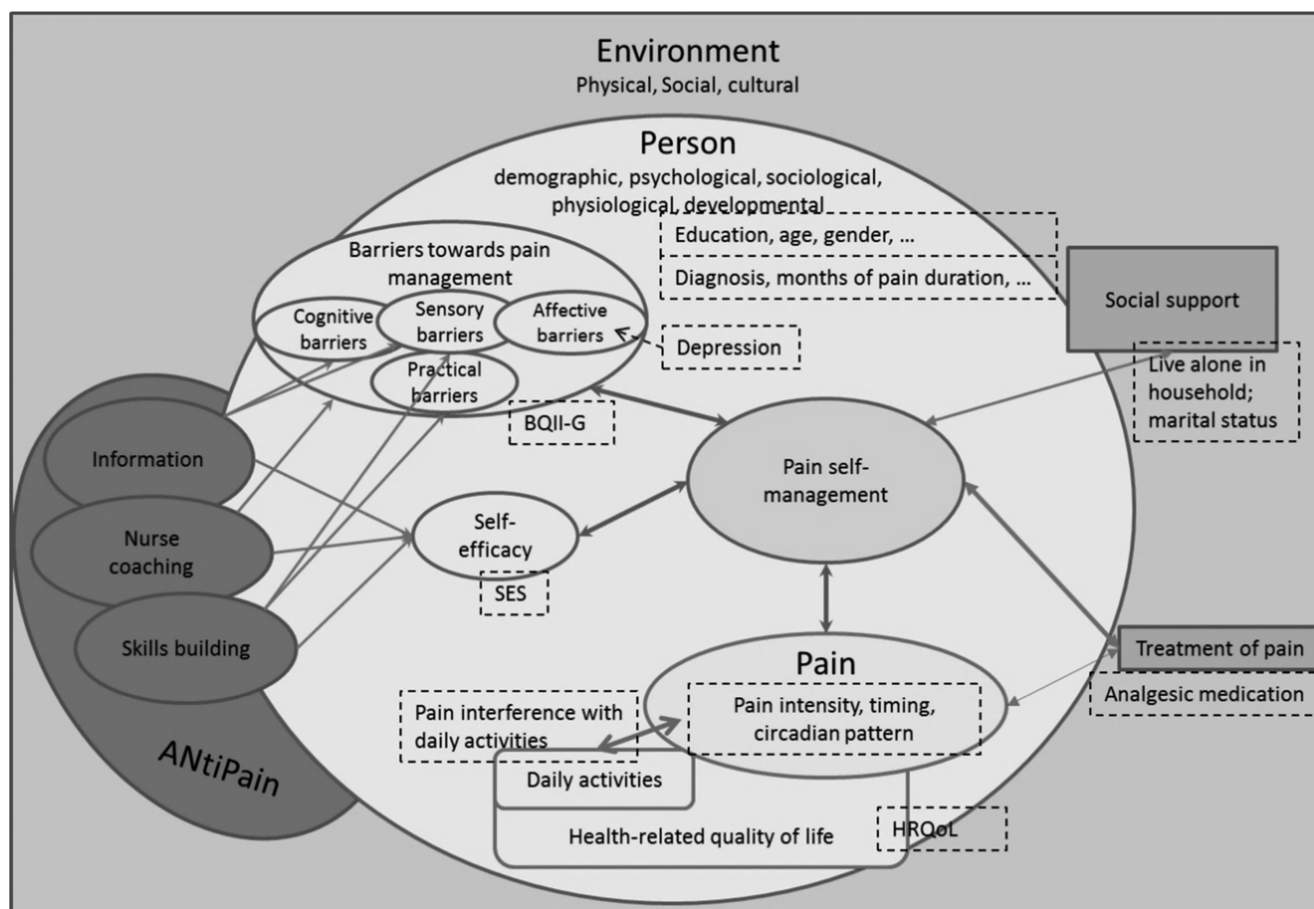 Environment
Physical, Social, cultural
Person
demographic, psychological, sociological,
physiological, developmental
Education, age, gender, ...
Diagnosis, months of pain duration, ...
Barriers towards pain
management
Cognitive
barriers
Sensory
barriers
Affective
barriers
Practical
barriers
Depression
BQII-G
Social support
Live alone in
household;
marital status
Information
Nurse
coaching
Skills building
ANtiPain
Self-
efficacy
SES
Pain self-
management
Treatment of pain
Analgesic medication
Pain
Pain intensity, timing,
circadian pattern
Pain interference with
daily activities
Daily activities
Health-related quality of life
HRQoL